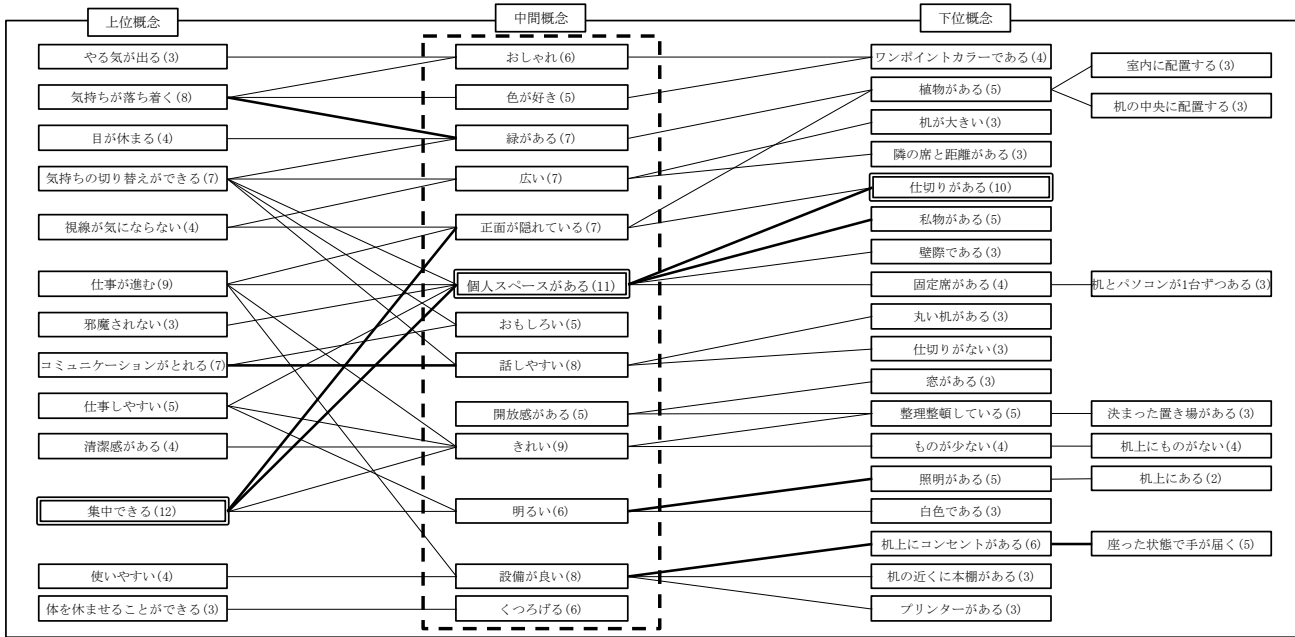 上位概念
中間概念
下位概念
やる気が出る(3)
気持ちが落ち着く(8)
目が休まる(4)
気持ちの切り替えができる(7)
視線が気にならない(4)
仕事が進む(9)
邪魔されない(3)
コミュニケーションがとれる(7)
仕事しやすい(5)
清潔感がある(4)
集中できる(12)
使いやすい(4)
体を休ませることができる(3)
おしゃれ(6)
色が好き(5)
緑がある(7)
広い(7)
正面が隠れている(7)
個人スペースがある(11)
おもしろい(5)
話しやすい(8)
開放感がある(5)
きれい(9)
明るい(6)
設備が良い(8)
くつろげる(6)
ワンポイントカラーである(4)
植物がある(5)
机が大きい(3)
隣の席と距離がある(3)
仕切りがある(10)
私物がある(5)
壁際である(3)
固定席がある(4)
丸い机がある(3)
仕切りがない(3)
窓がある(3)
整理整頓している(5)
ものが少ない(4)
照明がある(5)
白色である(3)
机上にコンセントがある(6)
机の近くに本棚がある(3)
プリンターがある(3)
室内に配置する(3)
机の中央に配置する(3)
机とパソコンが1台ずつある(3)
決まった置き場がある(3)
机上にものがない(4)
机上にある(2)
座った状態で手が届く(5)